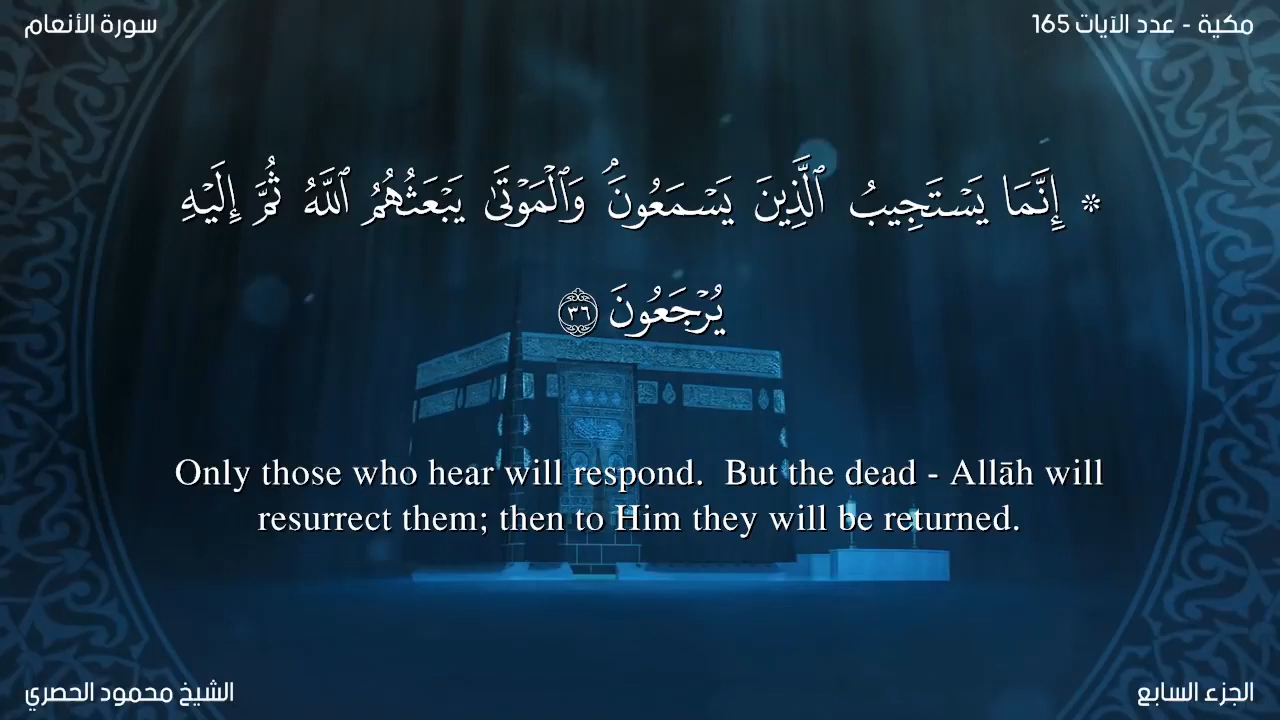 سورة الأنعام
مكية - عدد الآيات 165
۞ إِنَّمَا يَسْتَجِيبُ ٱلَّذِينَ يَسْمَعُونَۘ وَٱلْمَوْتَىٰ يَبْعَثُهُمُ ٱللَّهُ ثُمَّ إِلَيْهِ
يُرْجَعُونَ ٣٦
Only those who hear will respond.  But the dead - Allāh will
resurrect them; then to Him they will be returned.
الشيخ محمود الحصري
الجزء السابع